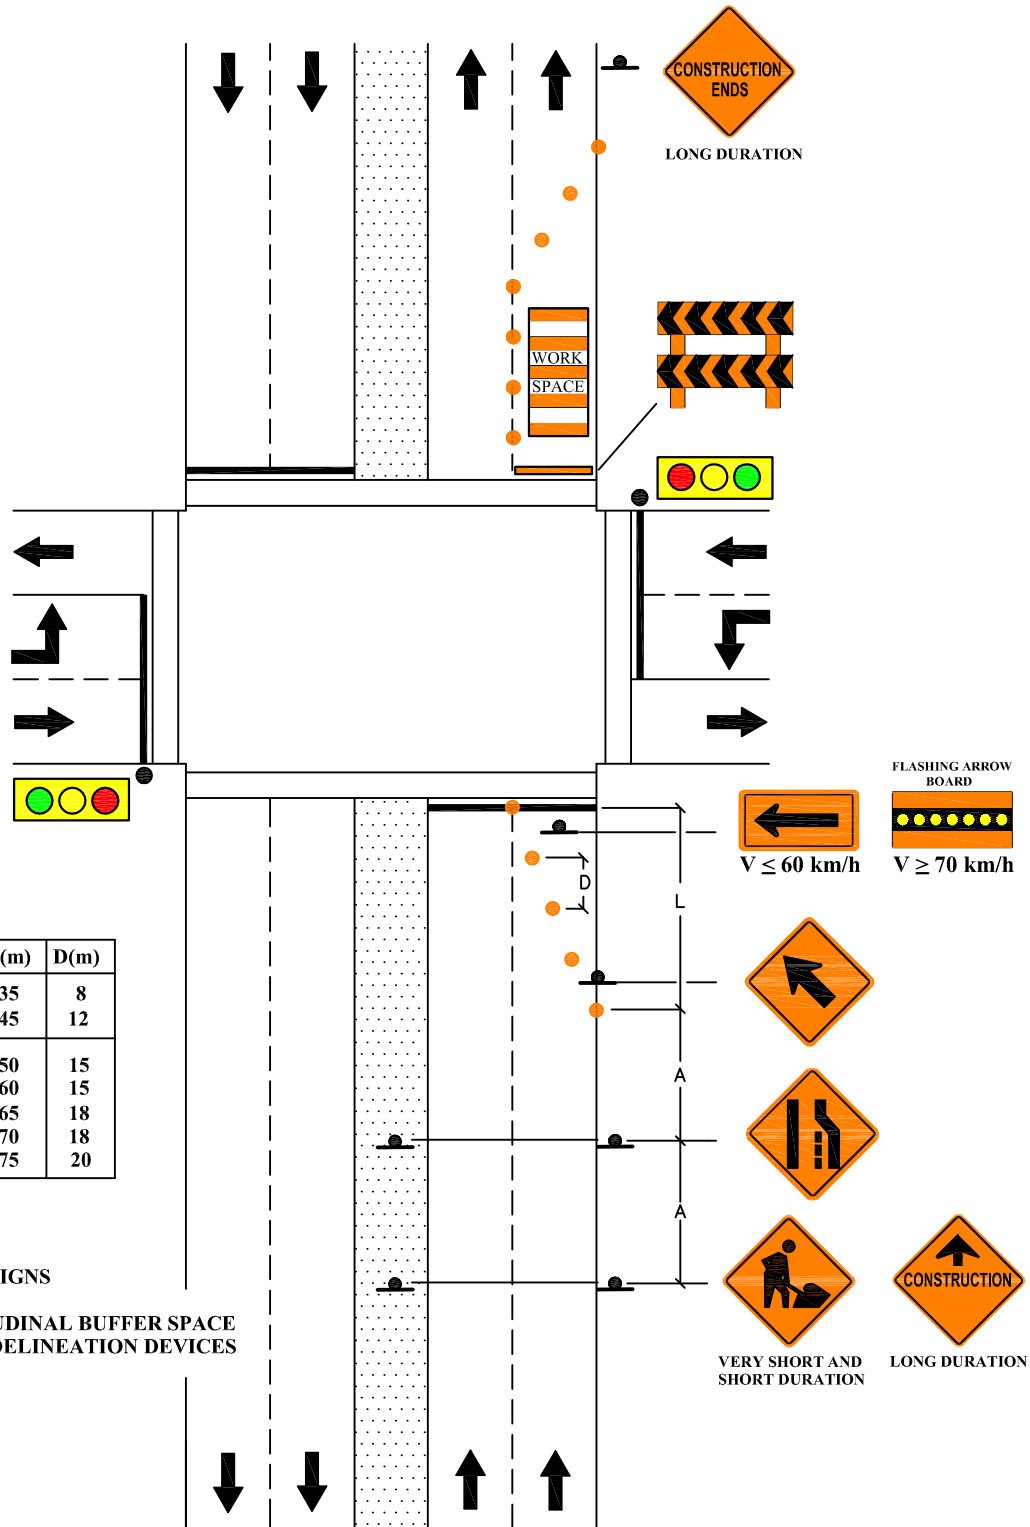 CONSTRUCTION
ENDS
LONG DURATION
WORK
SPACE
FLASHING ARROW
BOARD
V ≤ 60 km/h
V ≥ 70 km/h
D
L
(m) D(m)
35 8
45 12
50 15
60 15
65 18
70 18
75 20
A
A
IGNS
UDINAL BUFFER SPACE
DELINEATION DEVICES
CONSTRUCTION
VERY SHORT AND
SHORT DURATION
LONG DURATION